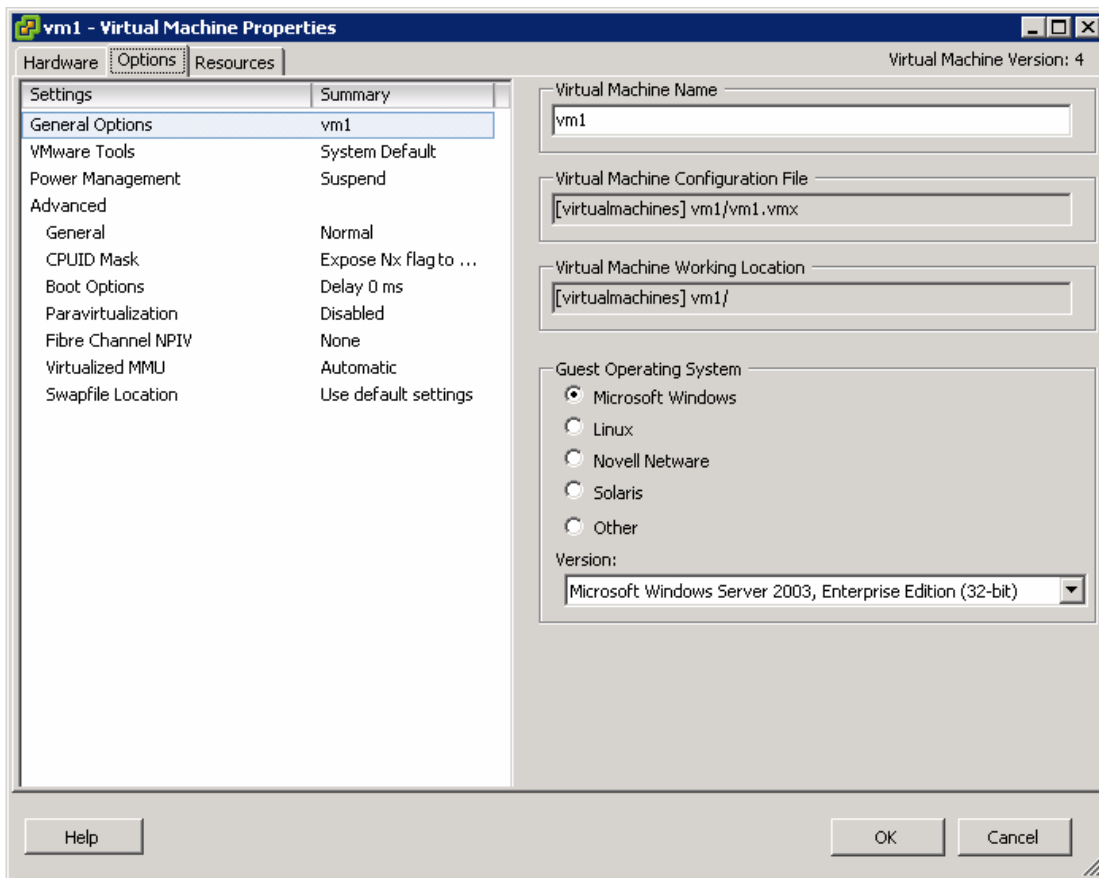 vm1 - Virtual Machine Properties
Hardware Options Resources Virtual Machine Version: 4
Settings Summary
General Options vm1
VMware Tools System Default
Power Management Suspend
Advanced
General Normal
CPUID Mask Expose Nx flag to ...
Boot Options Delay 0 ms
Paravirtualization Disabled
Fibre Channel NPIV None
Virtualized MMU Automatic
Swapfile Location Use default settings
Virtual Machine Name
vm1
Virtual Machine Configuration File
[virtualmachines] vm1/vm1.vmx
Virtual Machine Working Location
[virtualmachines] vm1/
Guest Operating System
Microsoft Windows
Linux
Novell Netware
Solaris
Other
Version:
Microsoft Windows Server 2003, Enterprise Edition (32-bit)
Help OK Cancel